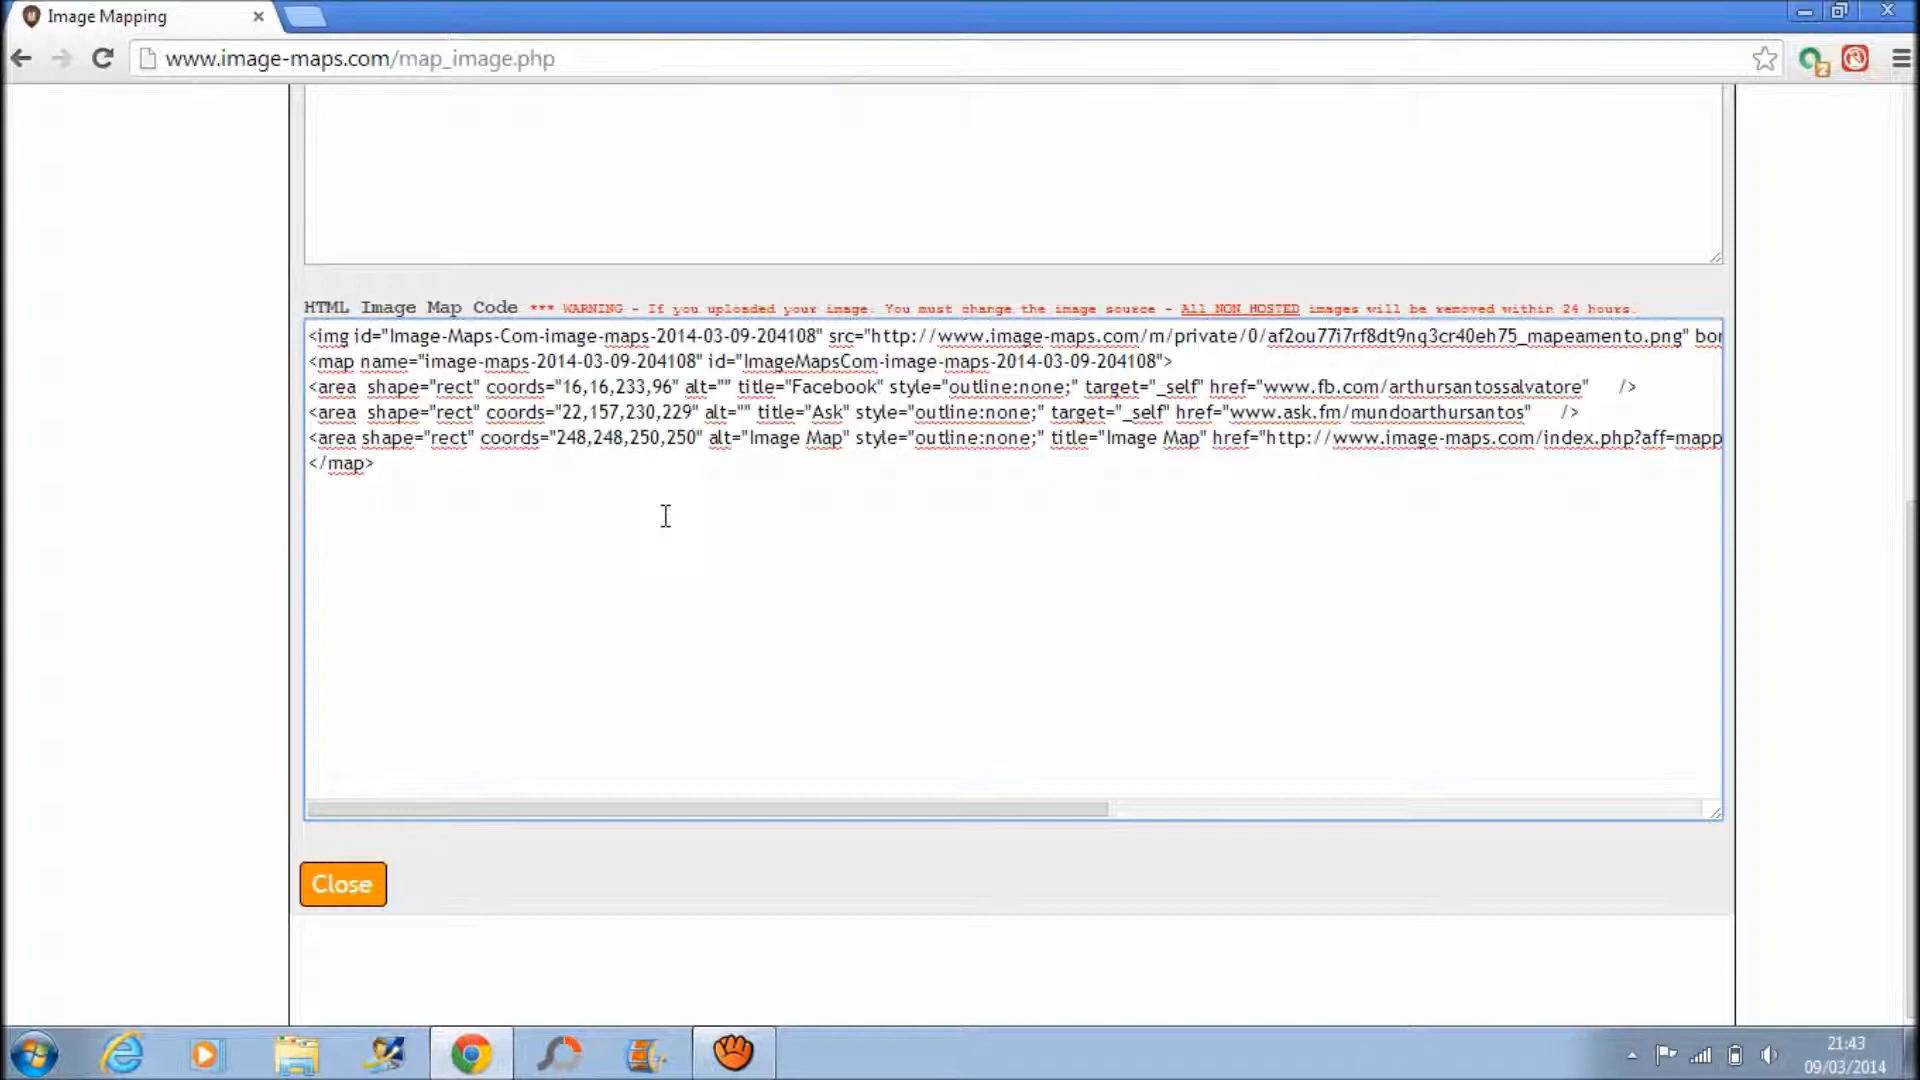 Image Mapping
www.image-maps.com/map_image.php
HTML Image Map Code *** WARNING - If you uploaded your image. You must change the image source - All NON HOSTED images will be removed within 24 hours.
<img id="Image-Maps-Com-image-maps-2014-03-09-204108" src="http://www.image-maps.com/m/private/0/af2ou77i7rf8dt9nq3cr40eh75_mapeamento.png" bor
<map name="image-maps-2014-03-09-204108" id="ImageMapsCom-image-maps-2014-03-09-204108">
<area  shape="rect" coords="16,16,233,96" alt="" title="Facebook" style="outline:none;" target="_self" href="www.fb.com/arthursantossalvatore"     />
<area  shape="rect" coords="22,157,230,229" alt="" title="Ask" style="outline:none;" target="_self" href="www.ask.fm/mundoarthursantos"     />
<area shape="rect" coords="248,248,250,250" alt="Image Map" style="outline:none;" title="Image Map" href="http://www.image-maps.com/index.php?aff=mapp
</map>
Close
2
21:43
09/03/2014